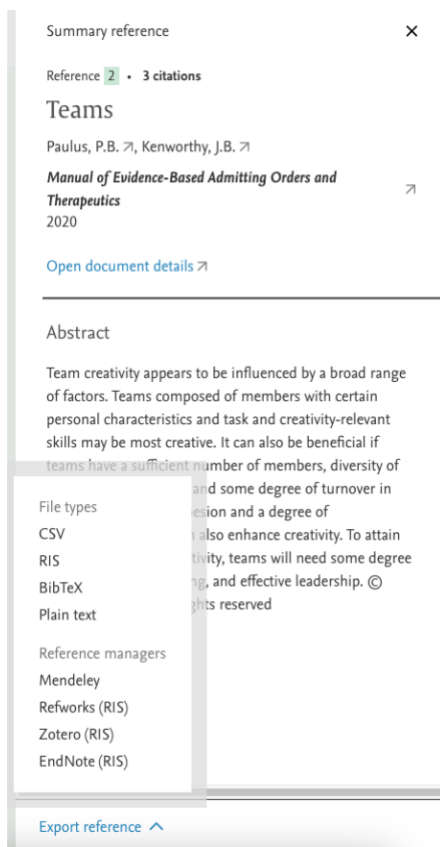 Summary reference ×
Reference 2 • 3 citations
Teams
Paulus, P.B. ↗, Kenworthy, J.B. ↗
Manual of Evidence-Based Admitting Orders and
Therapeutics
2020
Open document details ↗
Abstract
Team creativity appears to be influenced by a broad range
of factors. Teams composed of members with certain
personal characteristics and task and creativity-relevant
skills may be most creative. It can also be beneficial if
teams have a sufficient number of members, diversity of
and some degree of turnover in
and a degree of
also enhance creativity. To attain
teams will need some degree
and effective leadership. ©
reserved
File types
CSV
RIS
BibTeX
Plain text
Reference managers
Mendeley
Refworks (RIS)
Zotero (RIS)
EndNote (RIS)
Export reference